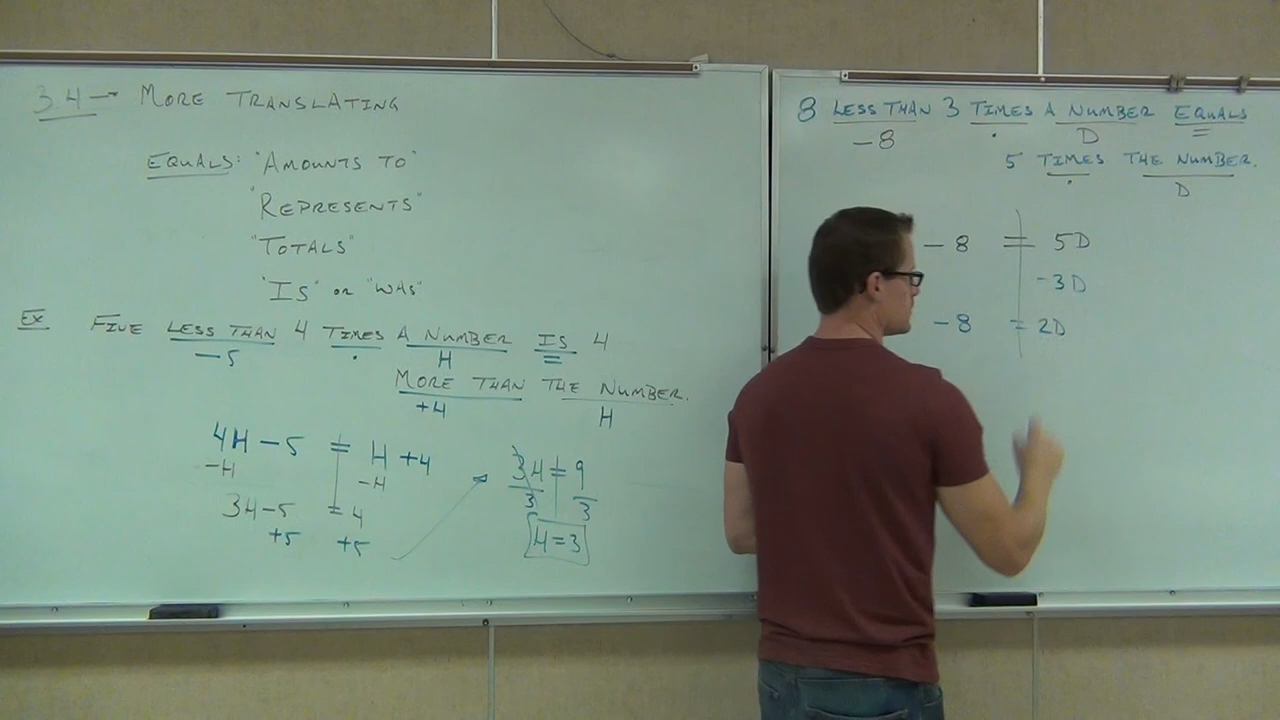 3.4 → MORE TRANSLATING
EQUALS: "AMOUNTS TO"
"REPRESENTS"
"TOTALS"
"IS" or "WAS"
EX FIVE LESS THAN 4 TIMES A NUMBER IS 4
-5 · H =
MORE THAN THE NUMBER.
+4 H
4H - 5 = H + 4
-H -H
3H - 5 = 4
+5 +5
3H = 9
3 3
H = 3
8 LESS THAN 3 TIMES A NUMBER EQUALS
-8 · D =
5 TIMES THE NUMBER.
· D
- 8 = 5D
-3D
- 8 = 2D